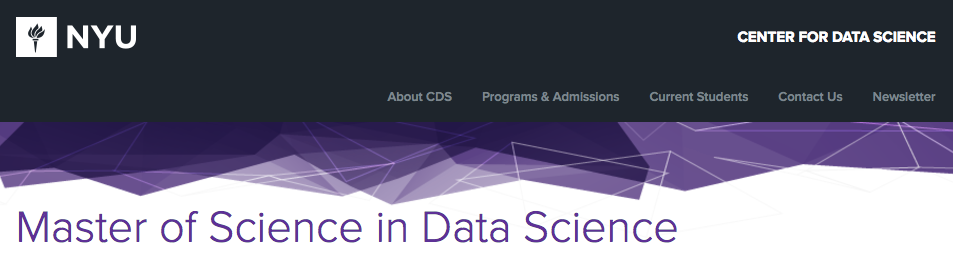 NYU
CENTER FOR DATA SCIENCE
About CDS Programs & Admissions Current Students Contact Us Newsletter
Master of Science in Data Science